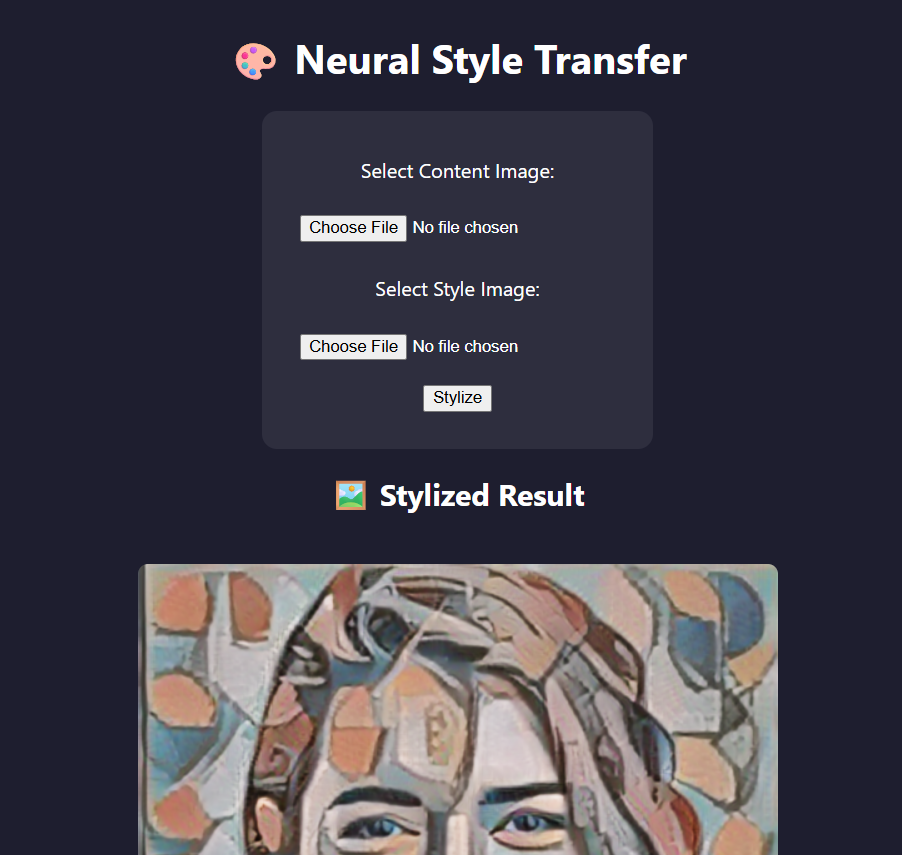 Neural Style Transfer
Select Content Image:
Choose File No file chosen
Select Style Image:
Choose File No file chosen
Stylize
Stylized Result